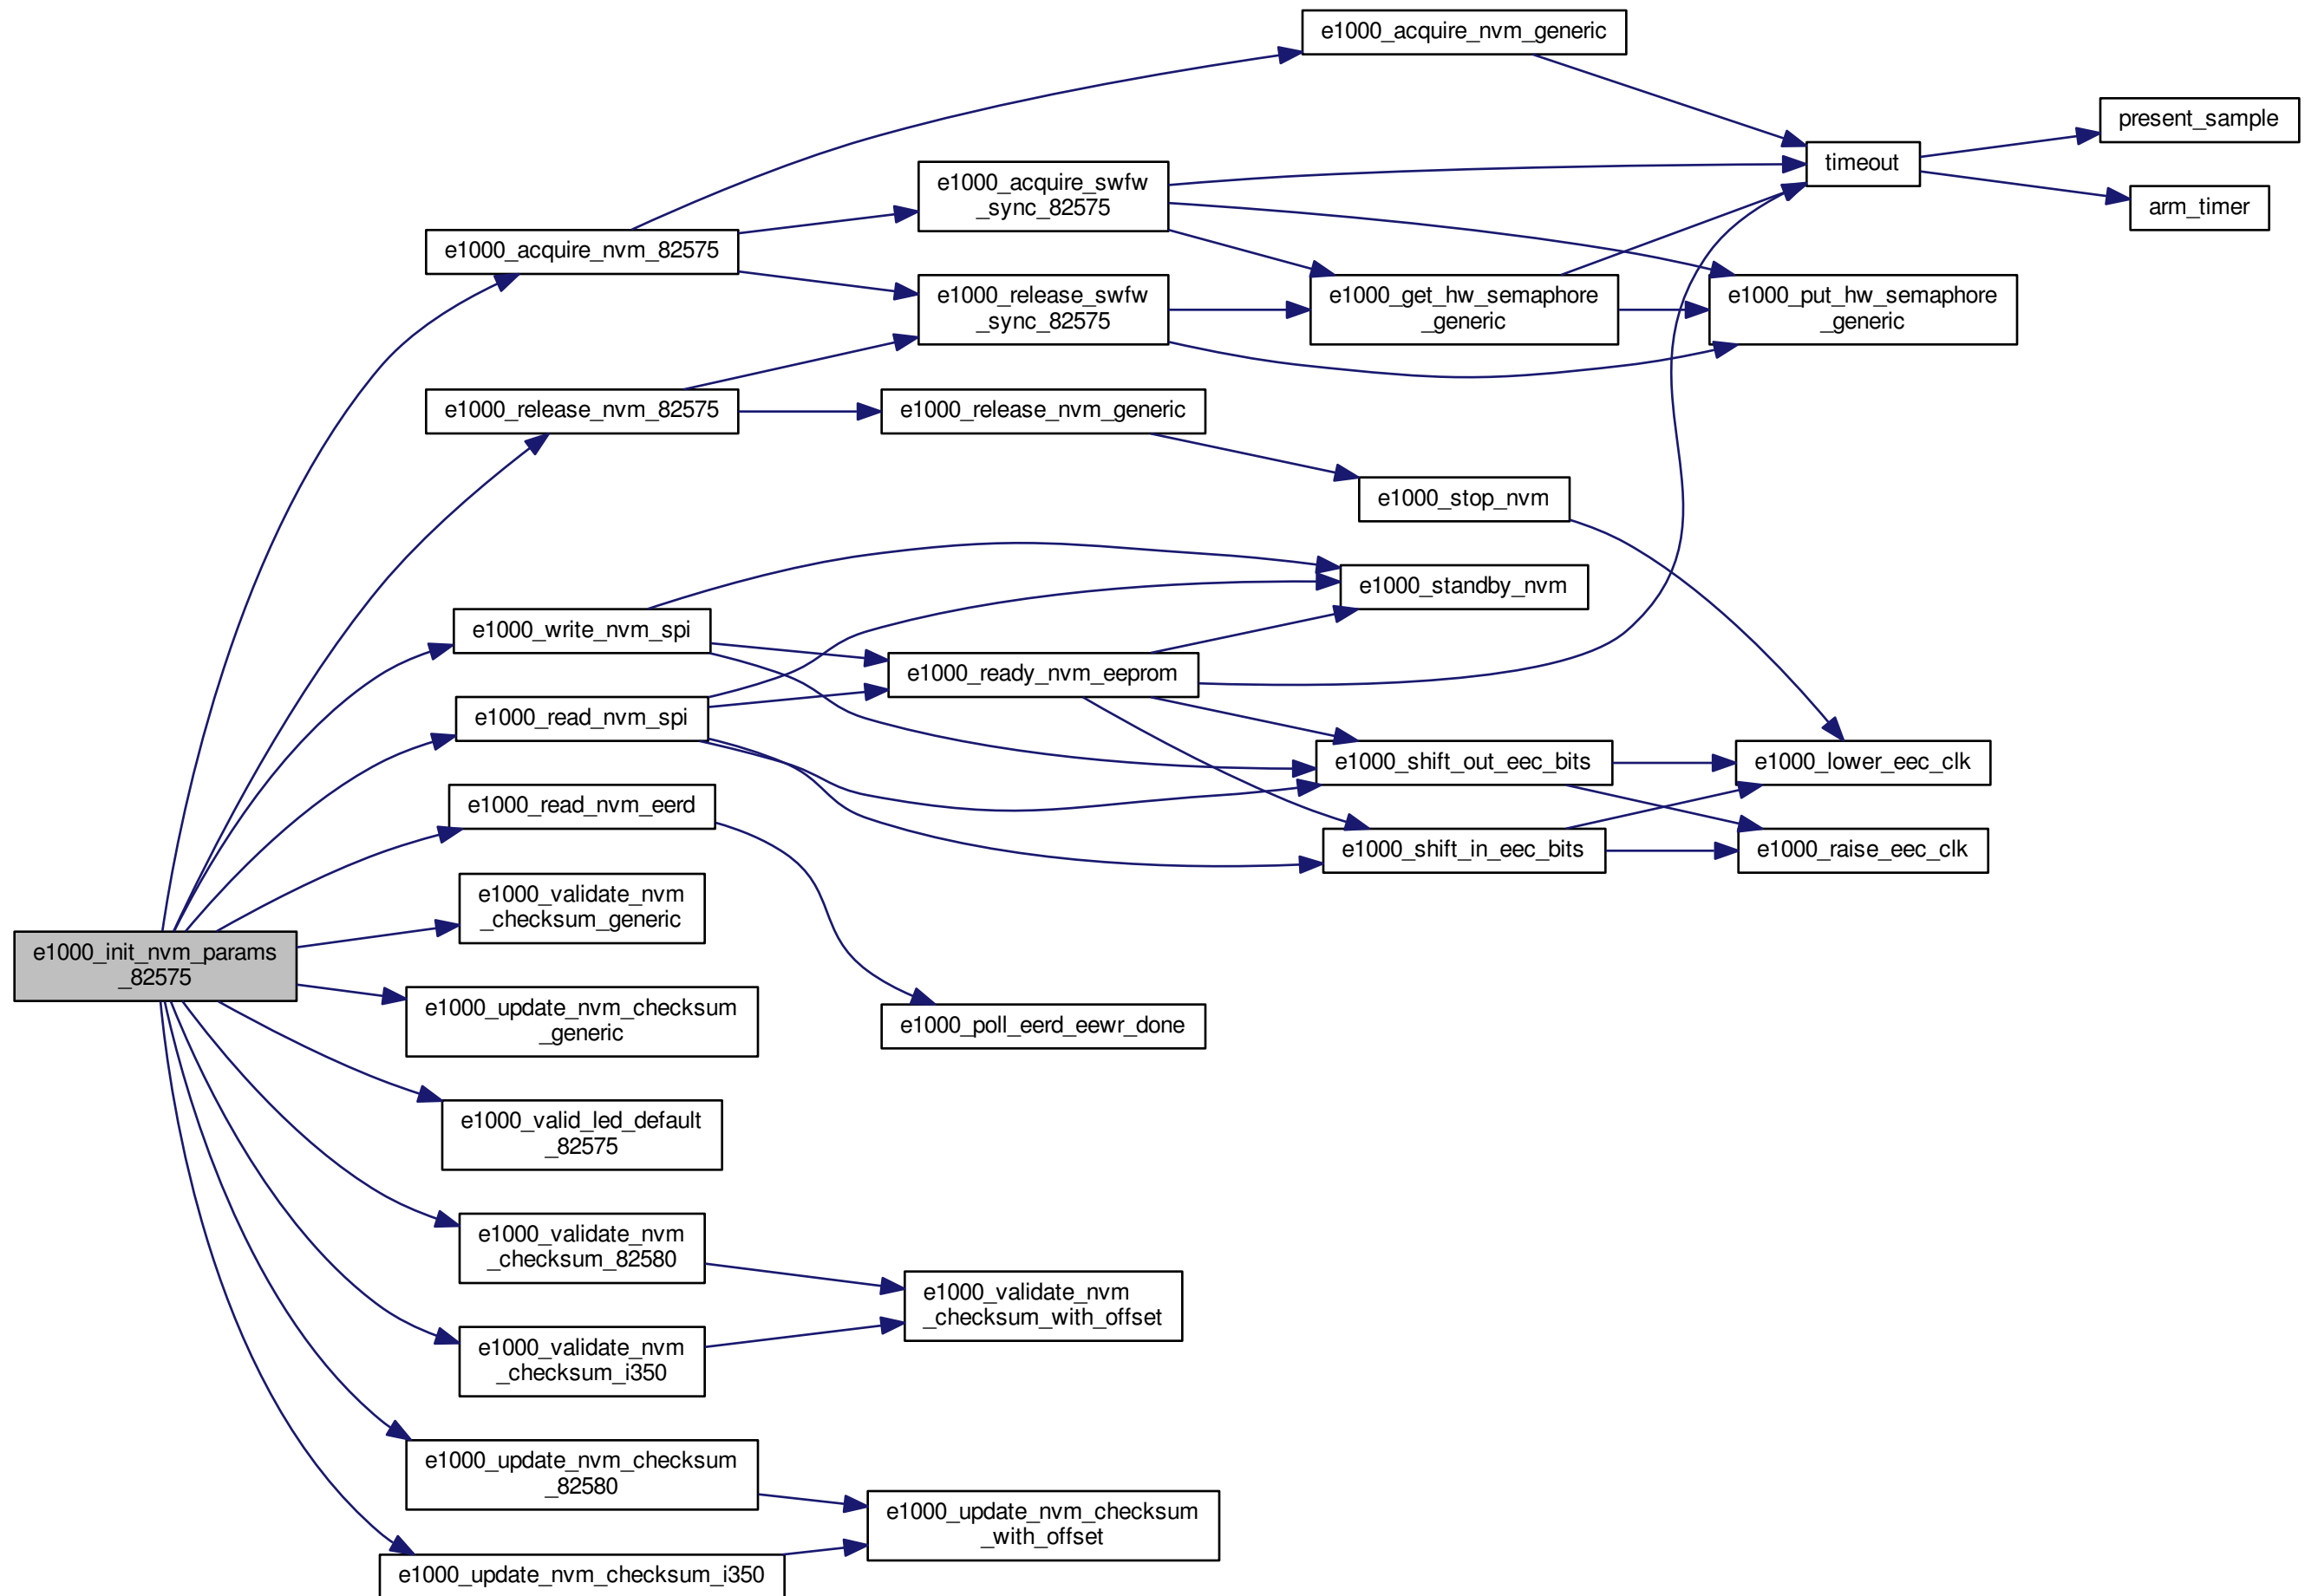 e1000_acquire_nvm_generic
present_sample
timeout
e1000_acquire_swfw
_sync_82575
arm_timer
e1000_acquire_nvm_82575
e1000_release_swfw
_sync_82575
e1000_get_hw_semaphore
_generic
e1000_put_hw_semaphore
_generic
e1000_release_nvm_82575
e1000_release_nvm_generic
e1000_stop_nvm
e1000_standby_nvm
e1000_write_nvm_spi
e1000_ready_nvm_eeprom
e1000_read_nvm_spi
e1000_shift_out_eec_bits
e1000_lower_eec_clk
e1000_read_nvm_eerd
e1000_shift_in_eec_bits
e1000_raise_eec_clk
e1000_validate_nvm
_checksum_generic
e1000_init_nvm_params
_82575
e1000_update_nvm_checksum
_generic
e1000_poll_eerd_eewr_done
e1000_valid_led_default
_82575
e1000_validate_nvm
_checksum_82580
e1000_validate_nvm
_checksum_with_offset
e1000_validate_nvm
_checksum_i350
e1000_update_nvm_checksum
_82580
e1000_update_nvm_checksum
_with_offset
e1000_update_nvm_checksum_i350